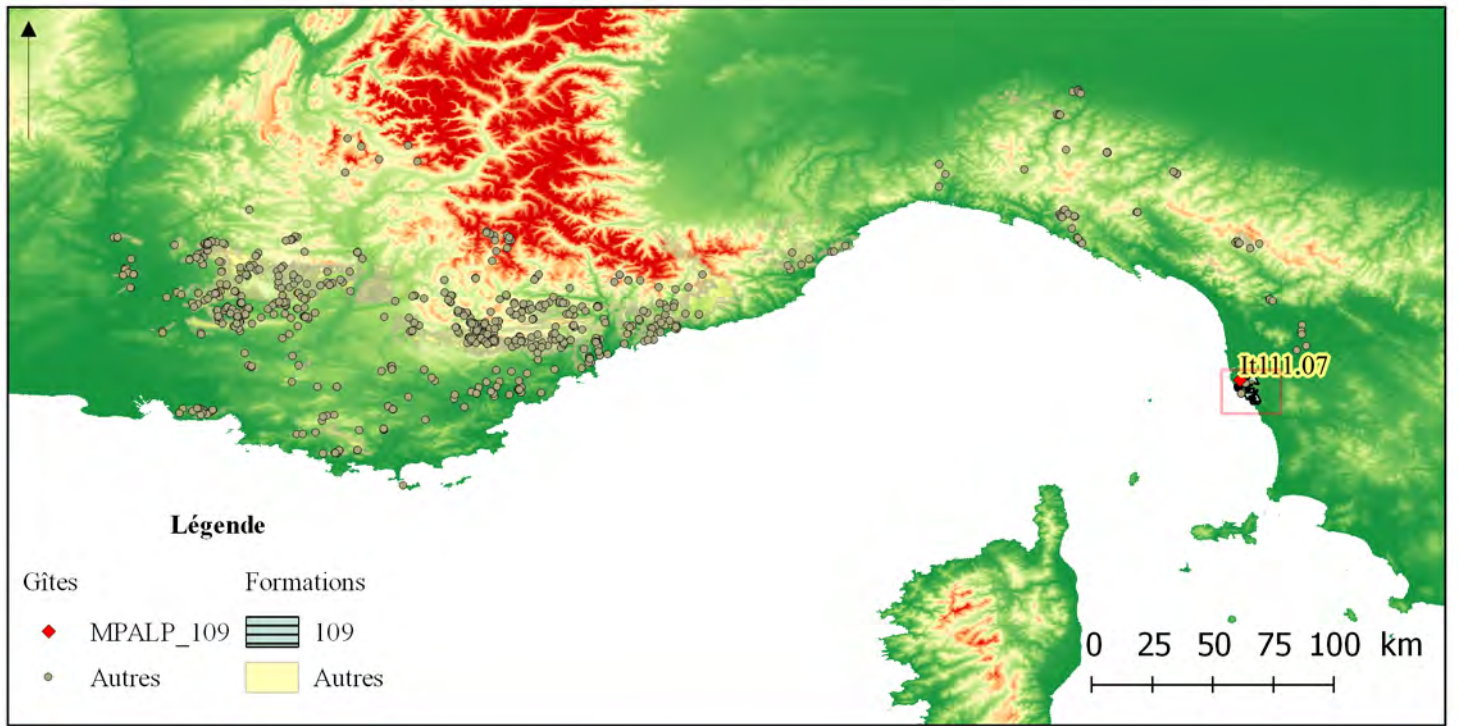 It111.07
Légende
Gîtes Formations
MPALP_109 109
Autres Autres
0 25 50 75 100 km